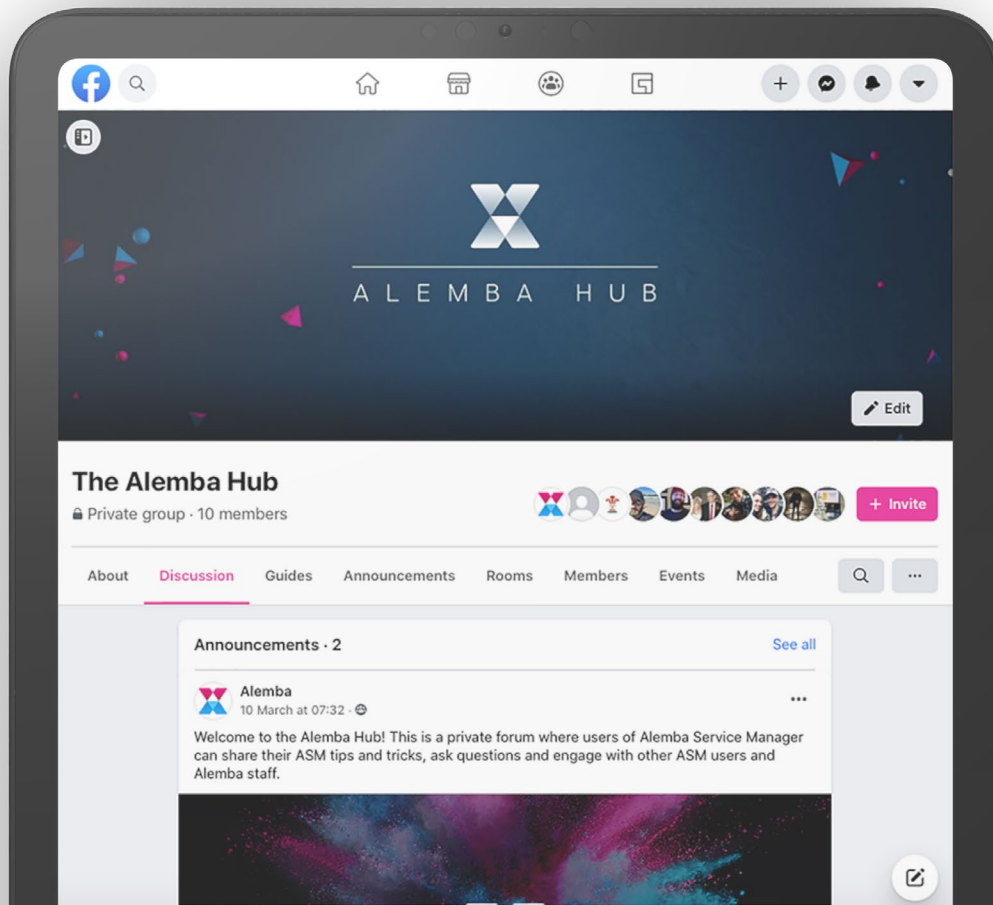 ALEMBA HUB
Edit
The Alemba Hub
Private group · 10 members
+ Invite
About Discussion Guides Announcements Rooms Members Events Media
Announcements · 2
See all
Alemba
10 March at 07:32 ·
Welcome to the Alemba Hub! This is a private forum where users of Alemba Service Manager
can share their ASM tips and tricks, ask questions and engage with other ASM users and
Alemba staff.